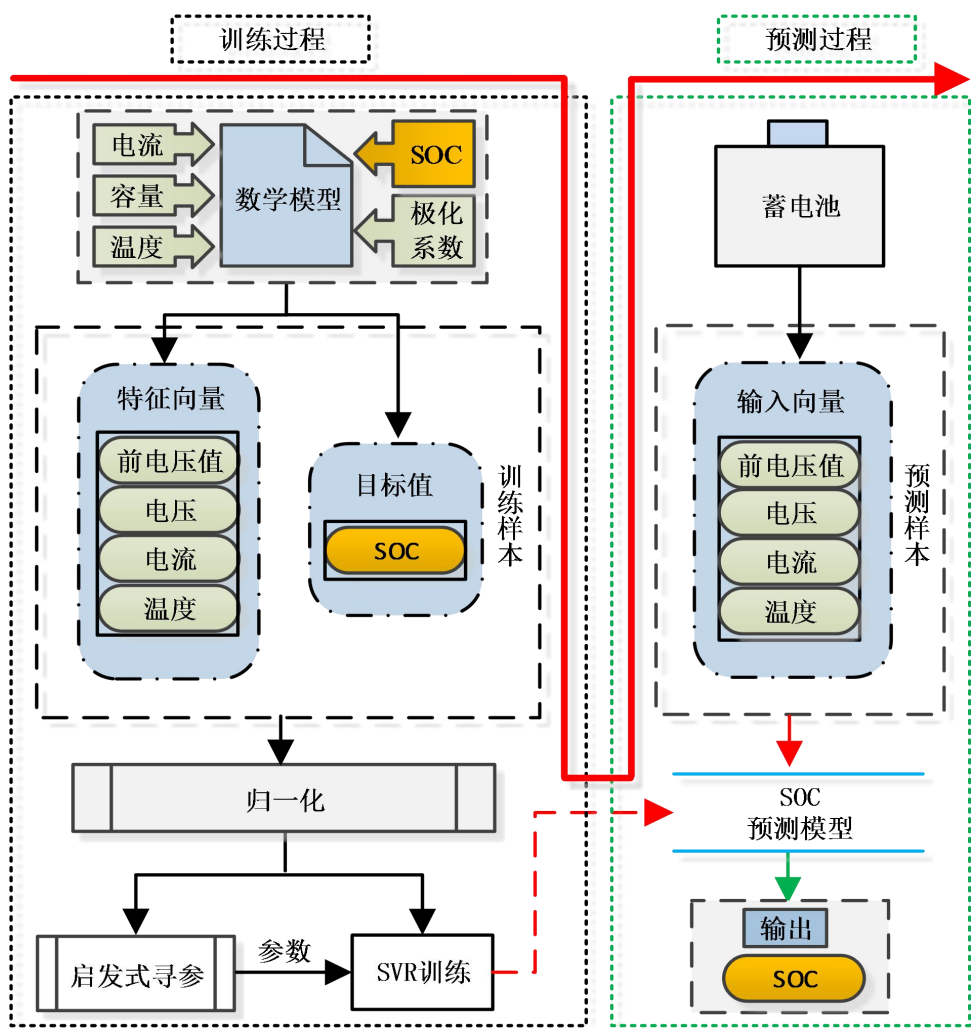 训练过程
预测过程
电流
容量
温度
数学模型
SOC
极化
系数
特征向量
前电压值
电压
电流
温度
目标值
SOC
训练样本
归一化
启发式寻参
参数
SVR训练
蓄电池
输入向量
前电压值
电压
电流
温度
预测样本
SOC
预测模型
输出
SOC